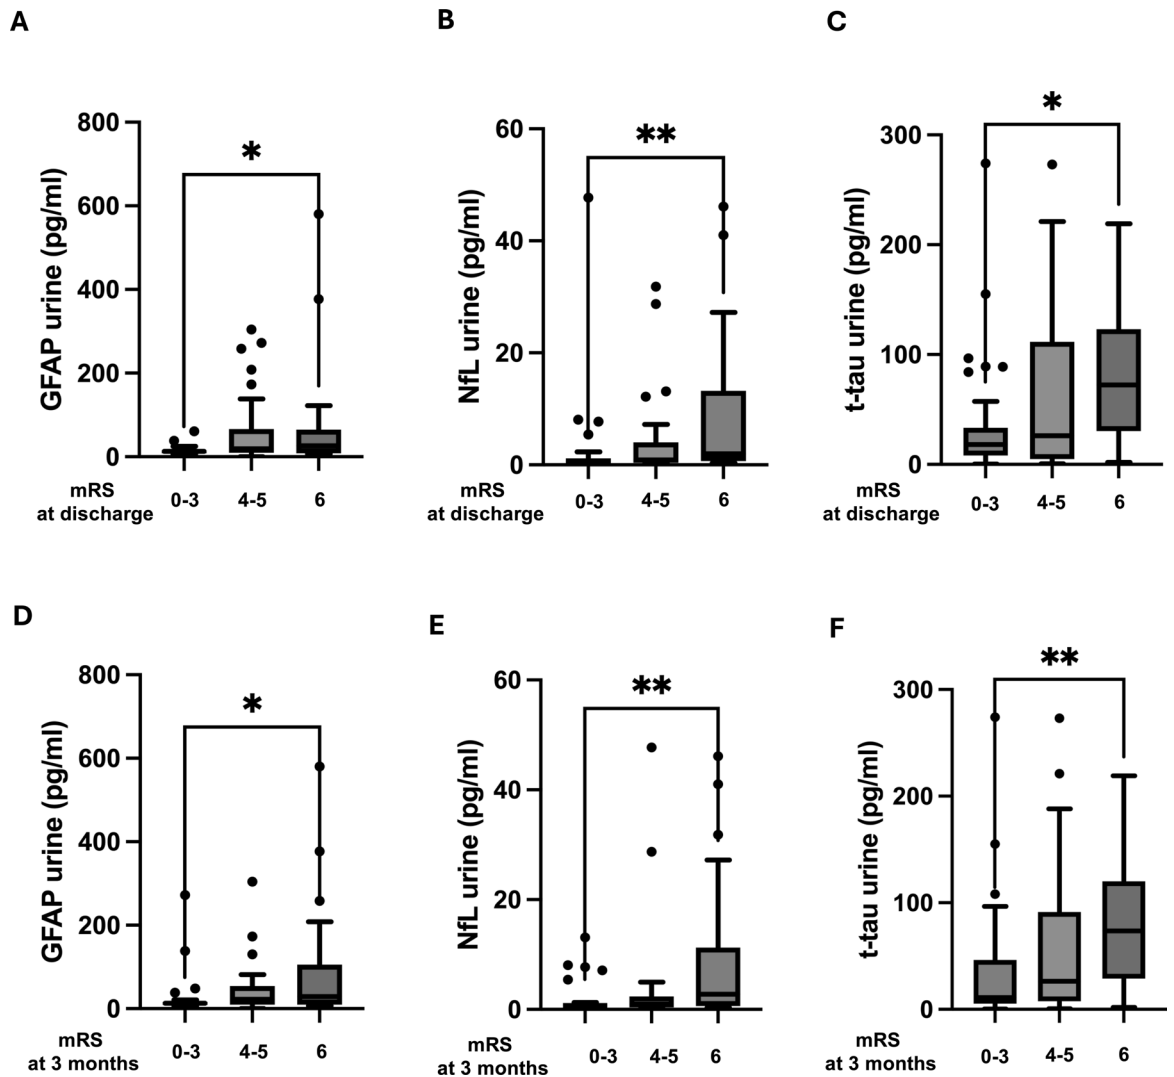 A
B
C
GFAP urine (pg/ml)
800
600
400
200
0
*
mRS
at discharge
0-3
4-5
6
NfL urine (pg/ml)
60
40
20
0
**
mRS
at discharge
0-3
4-5
6
t-tau urine (pg/ml)
300
200
100
0
*
mRS
at discharge
0-3
4-5
6
D
E
F
GFAP urine (pg/ml)
800
600
400
200
0
*
mRS
at 3 months
0-3
4-5
6
NfL urine (pg/ml)
60
40
20
0
**
mRS
at 3 months
0-3
4-5
6
t-tau urine (pg/ml)
300
200
100
0
**
mRS
at 3 months
0-3
4-5
6